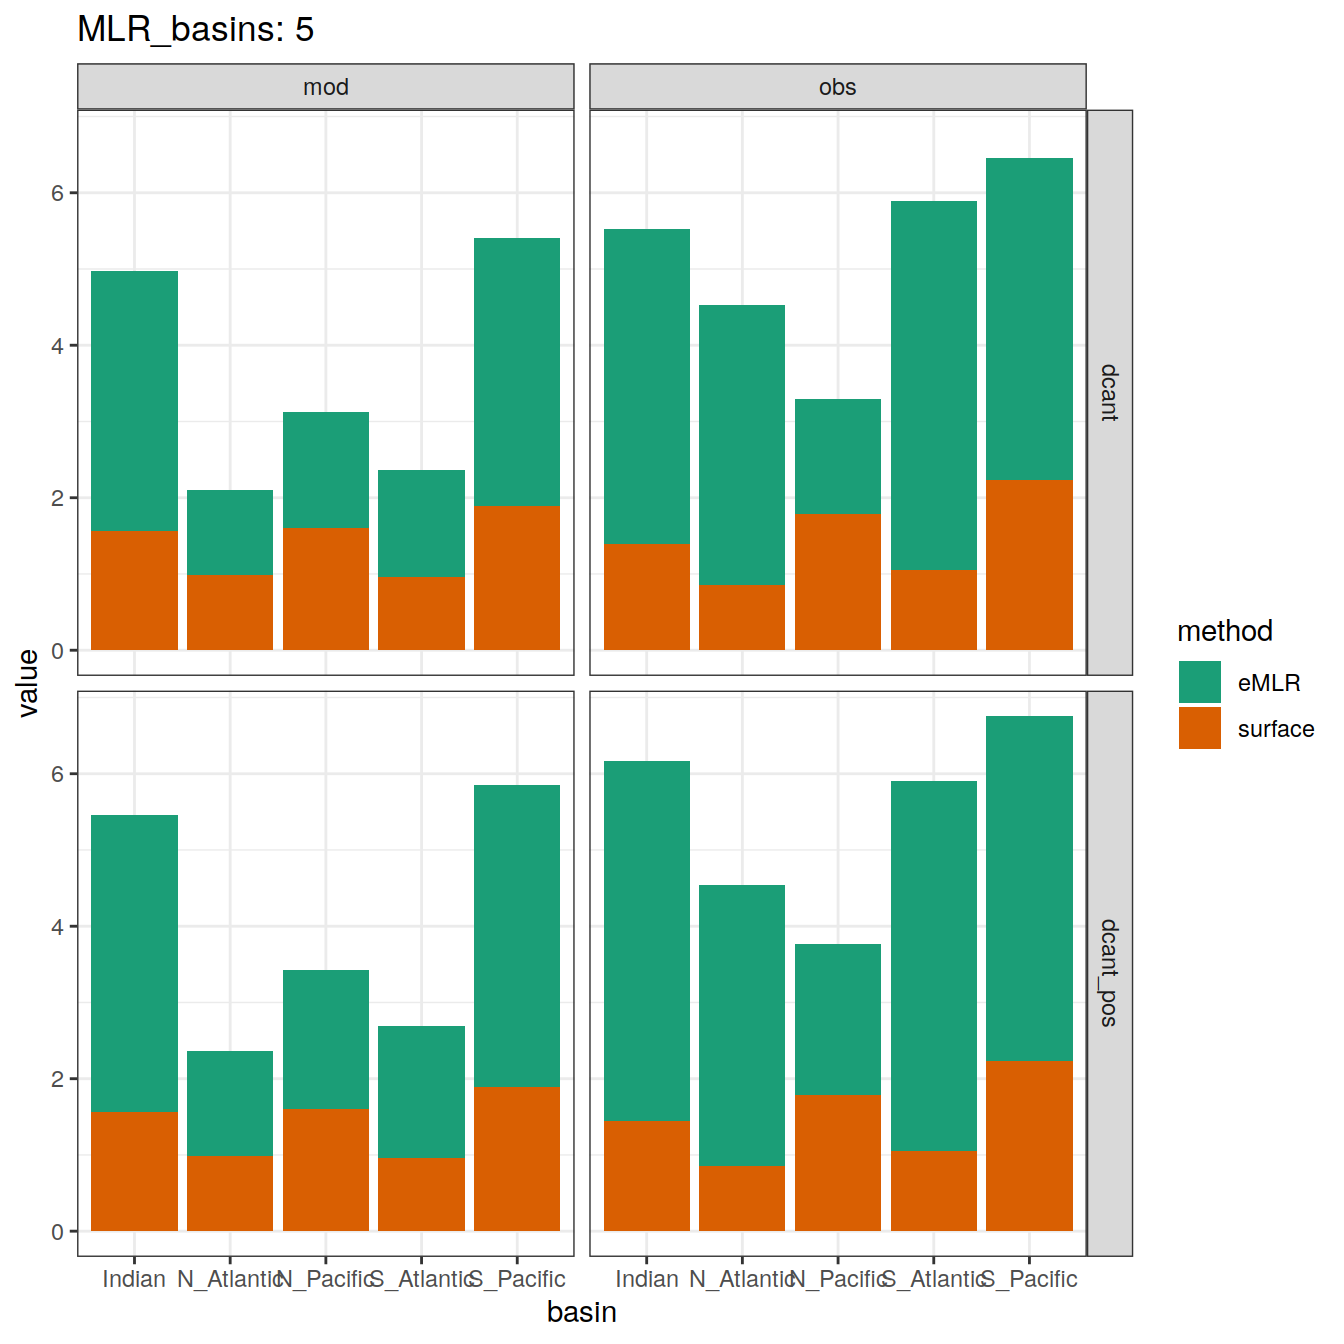 MLR_basins: 5
mod
obs
6
4
2
0
dcant
6
4
2
0
dcant_pos
value
Indian N_Atlantic N_Pacific S_Atlantic S_Pacific
Indian N_Atlantic N_Pacific S_Atlantic S_Pacific
basin
method
eMLR
surface